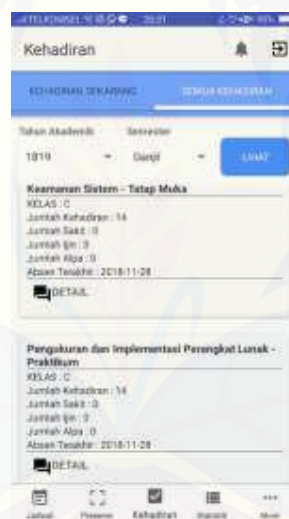 TELKOMSEL
Kehadiran
KEHADIRAN SEKARANG SEMUA KEHADIRAN
Tahun Akademik Semester
1819 Ganjil LIHAT
Keamanan Sistem - Tatap Muka
KELAS : C
Jumlah Kehadiran : 14
Jumlah Sakit : 0
Jumlah Ijin : 0
Jumlah Alpa : 0
Absen Terakhir : 2018-11-28
DETAIL
Pengukuran dan Implementasi Perangkat Lunak -
Praktikum
KELAS : C
Jumlah Kehadiran : 14
Jumlah Sakit : 0
Jumlah Ijin : 0
Jumlah Alpa : 0
Absen Terakhir : 2018-11-28
DETAIL
Jadwal Presensi Kehadiran More